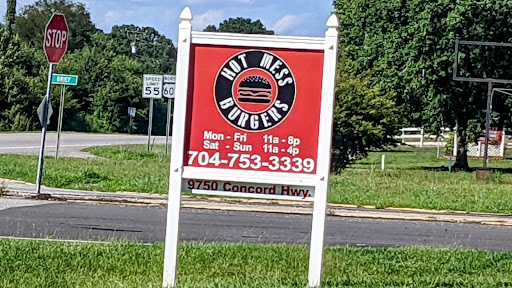 STOP
BRIEF
SPEED
LIMIT
55
60
HOT MESS
BURGERS
Mon - Fri 11a - 8p
Sat - Sun 11a - 4p
704-753-3339
9750 Concord Hwy.